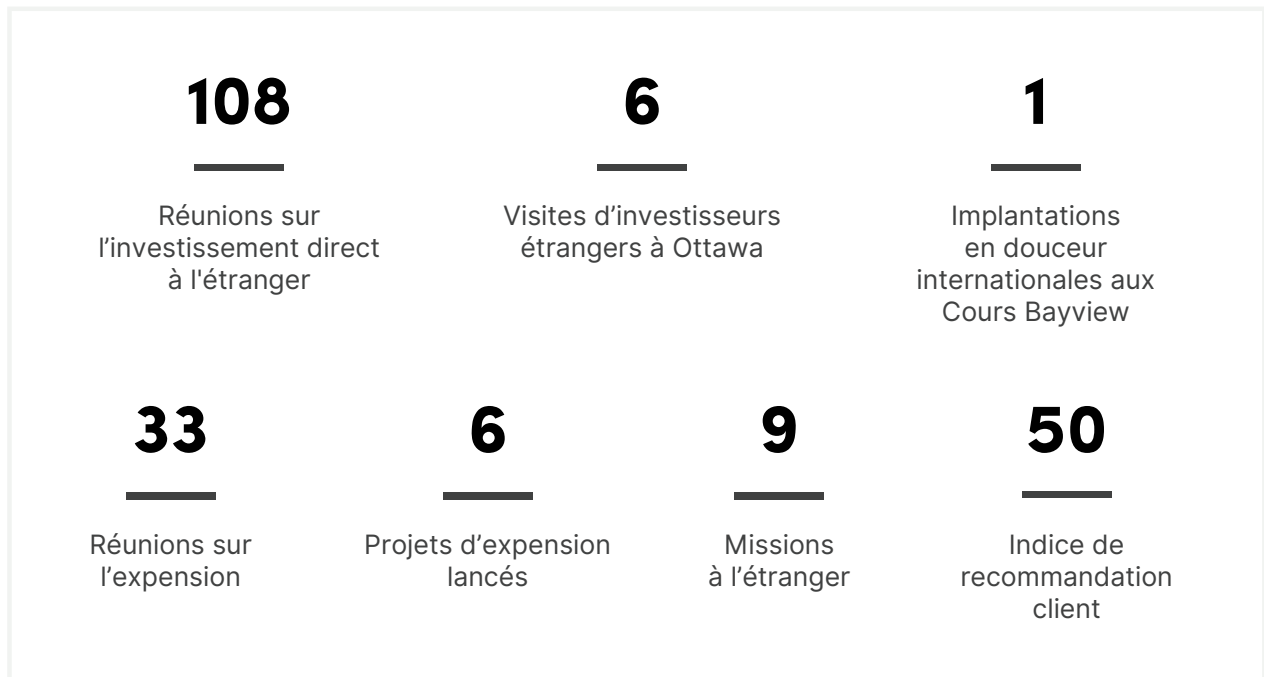 108
Réunions sur
l’investissement direct
à l'étranger
6
Visites d’investisseurs
étrangers à Ottawa
1
Implantations
en douceur
internationales aux
Cours Bayview
33
Réunions sur
l’expension
6
Projets d’expension
lancés
9
Missions
à l’étranger
50
Indice de
recommandation
client